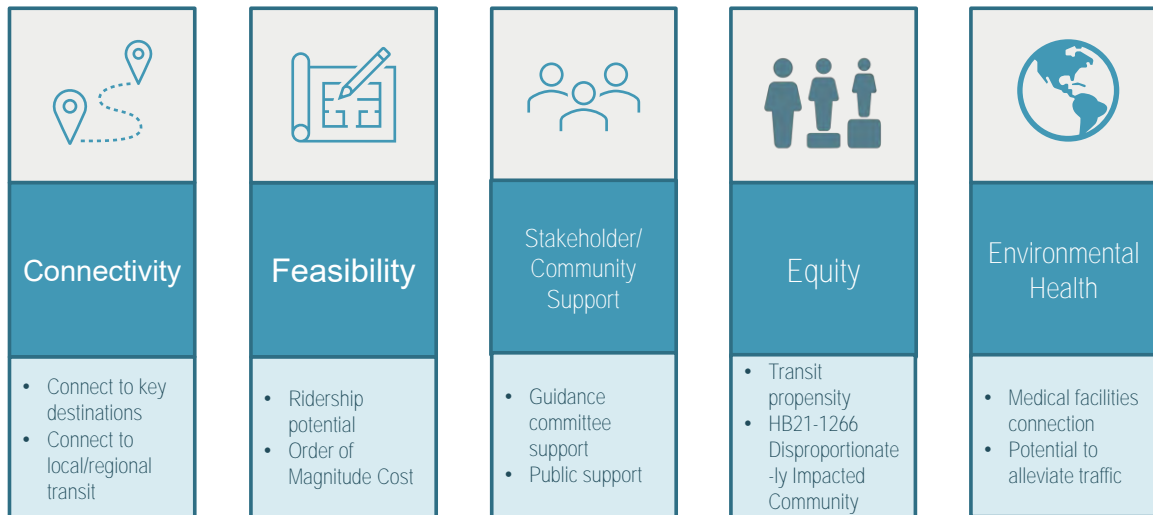 Connectivity
• Connect to key
destinations
• Connect to
local/regional
transit
Feasibility
• Ridership
potential
• Order of
Magnitude Cost
Stakeholder/
Community
Support
• Guidance
committee
support
• Public support
Equity
• Transit
propensity
• HB21-1266
Disproportionate
-ly Impacted
Community
Environmental
Health
• Medical facilities
connection
• Potential to
alleviate traffic